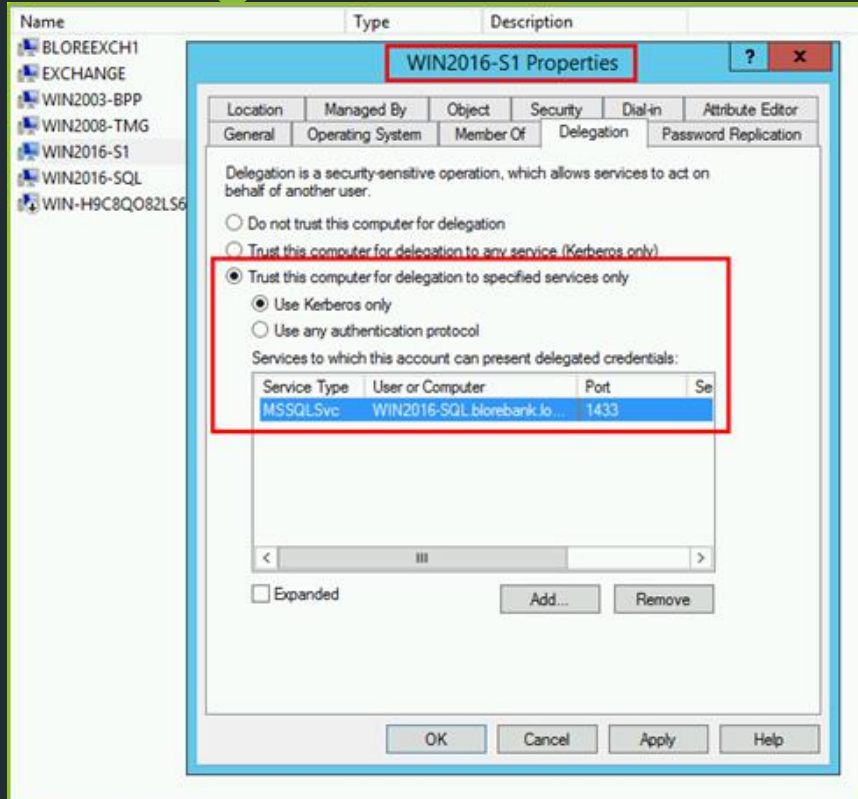 Name Type Description
BLOREEXCH1
EXCHANGE
WIN2003-BPP
WIN2008-TMG
WIN2016-S1
WIN2016-SQL
WIN-H9C8QO82LS6
WIN2016-S1 Properties ? x
Location Managed By Object Security Dial-in Attribute Editor
General Operating System Member Of Delegation Password Replication
Delegation is a security-sensitive operation, which allows services to act on
behalf of another user.
Do not trust this computer for delegation
Trust this computer for delegation to any service (Kerberos only)
Trust this computer for delegation to specified services only
Use Kerberos only
Use any authentication protocol
Services to which this account can present delegated credentials:
Service Type User or Computer Port Se
MSSQLSvc WIN2016-SQL.blorebank.lo... 1433
Expanded Add... Remove
OK Cancel Apply Help